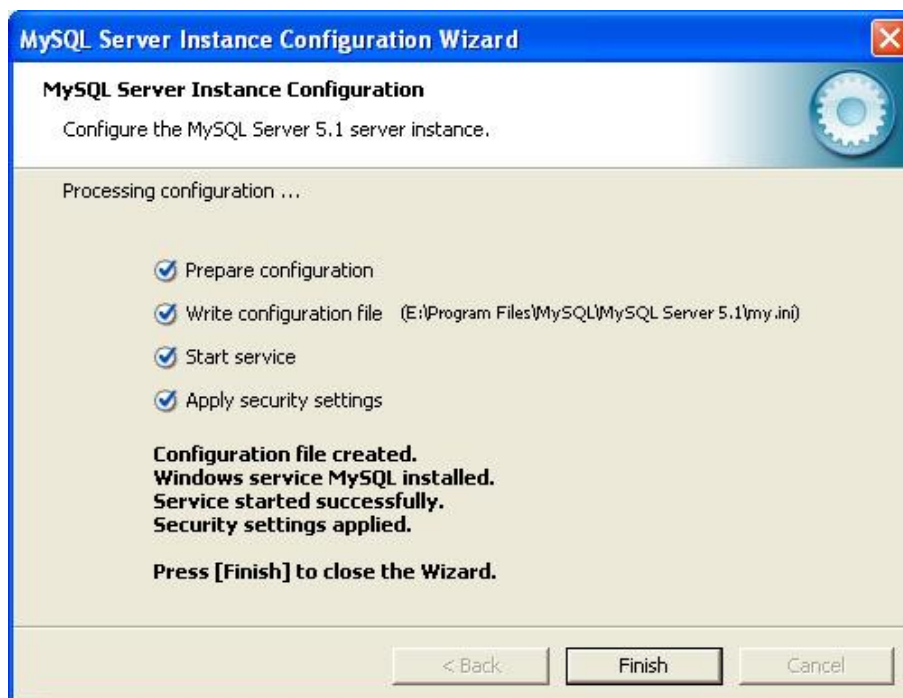 MySQL Server Instance Configuration Wizard
MySQL Server Instance Configuration
Configure the MySQL Server 5.1 server instance.
Processing configuration ...
Prepare configuration
Write configuration file (E:\Program Files\MySQL\MySQL Server 5.1\my.ini)
Start service
Apply security settings
Configuration file created.
Windows service MySQL installed.
Service started successfully.
Security settings applied.
Press [Finish] to close the Wizard.
< Back Finish Cancel